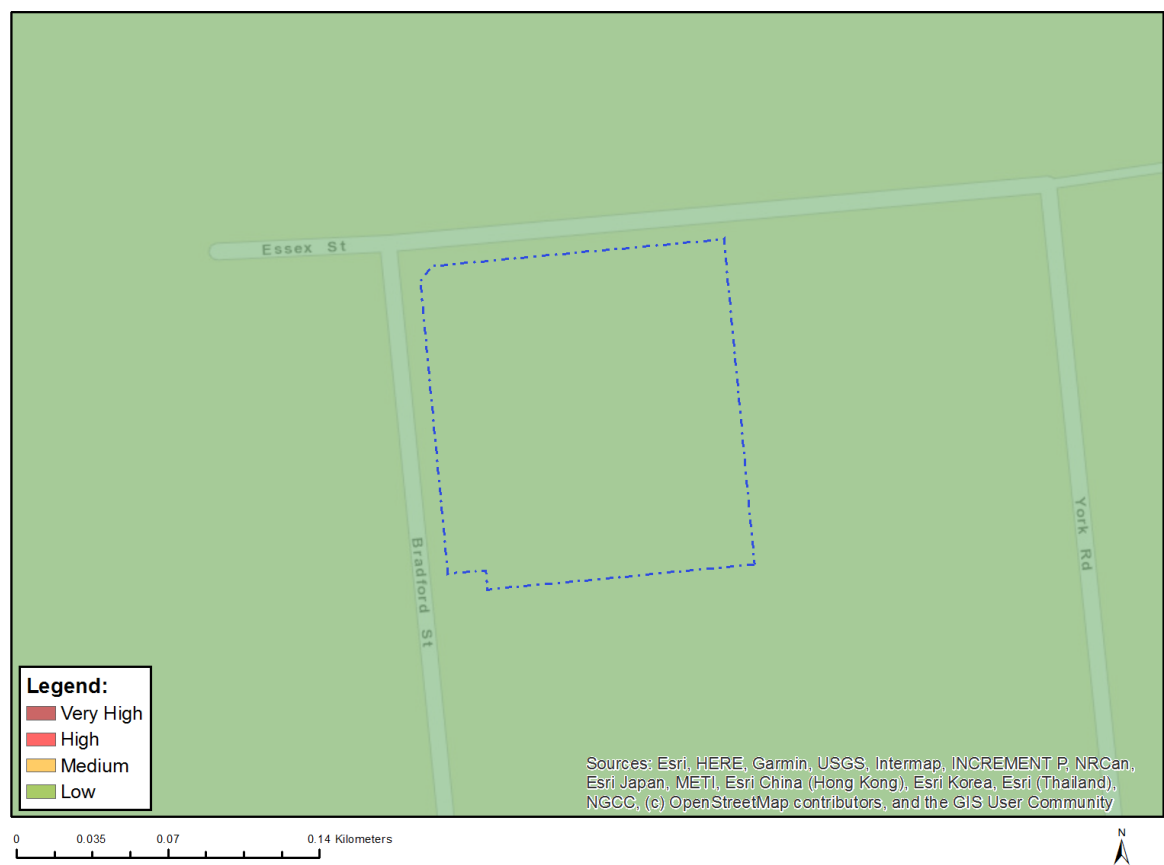 Essex St
York Rd
Bradford St
Legend:
Very High
High
Medium
Low
Sources: Esri, HERE, Garmin, USGS, Intermap, INCREMENT P, NRCan,
Esri Japan, METI, Esri China (Hong Kong), Esri Korea, Esri (Thailand),
NGCC, (c) OpenStreetMap contributors, and the GIS User Community
0 0.035 0.07 0.14 Kilometers
N